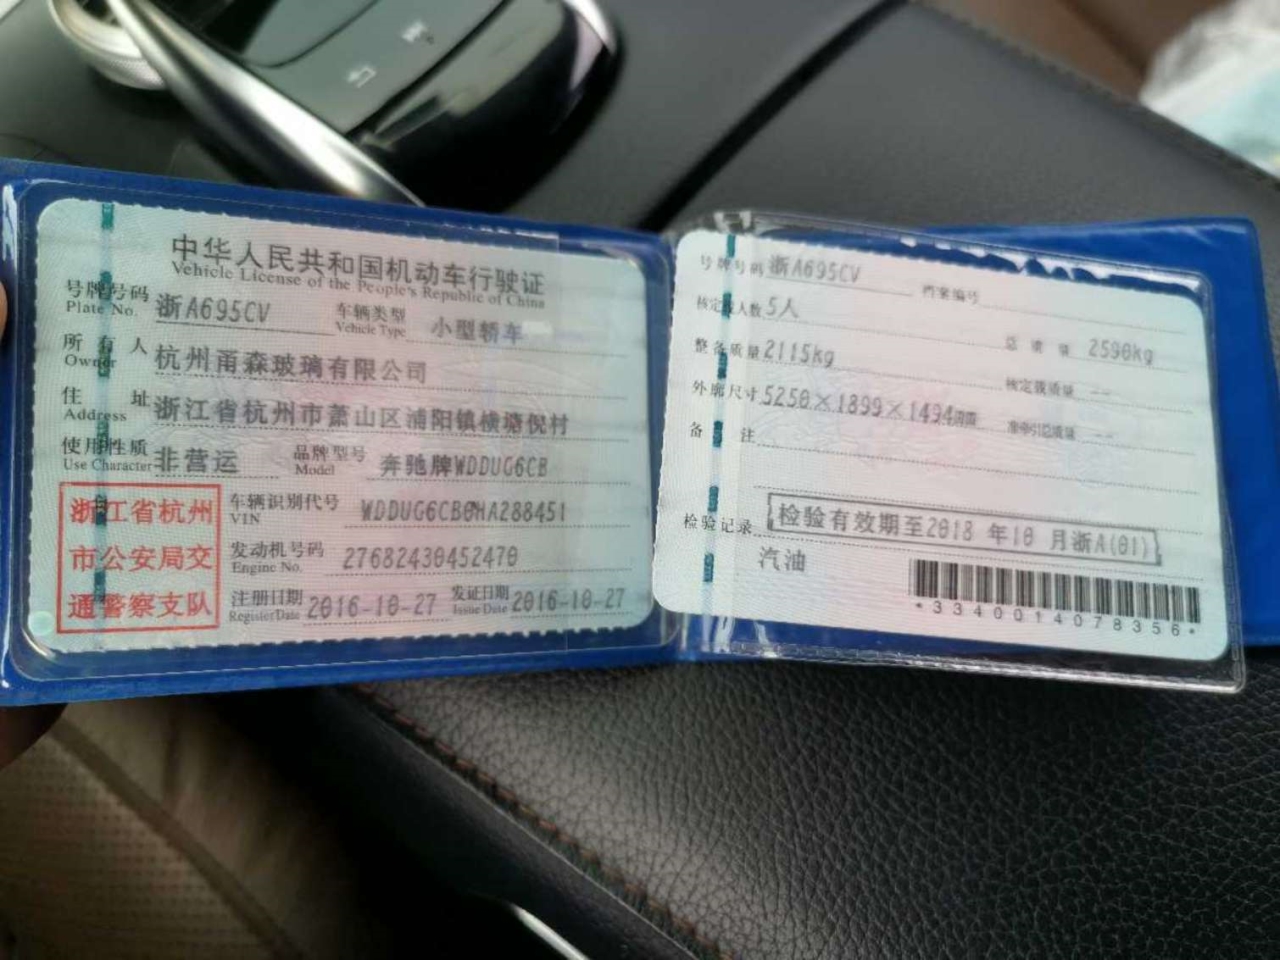 中华人民共和国机动车行驶证
Vehicle License of the People's Republic of China
号牌号码 浙A695CV 车辆类型 小型轿车
Plate No. Vehicle Type
所有人 杭州甬森玻璃有限公司
Owner
住址 浙江省杭州市萧山区浦阳镇横塘倪村
Address
使用性质 非营运 品牌型号 奔驰牌WDDUG6CB
Use Character Model
浙江省杭州
市公安局交
通警察支队
车辆识别代号 WDDUG6CB0HA288451
VIN
发动机号码 27682430452470
Engine No.
注册日期 2016-10-27 发证日期 2016-10-27
Register Date Issue Date
号牌号码 浙A695CV 档案编号
核定载人数 5人 总质量 2590kg
整备质量 2115kg 核定载质量 --
外廓尺寸 5250×1899×1494mm 准牵引总质量 --
备注
检验记录 检验有效期至2018 年10 月浙A(01)
汽油
*3340014078356*